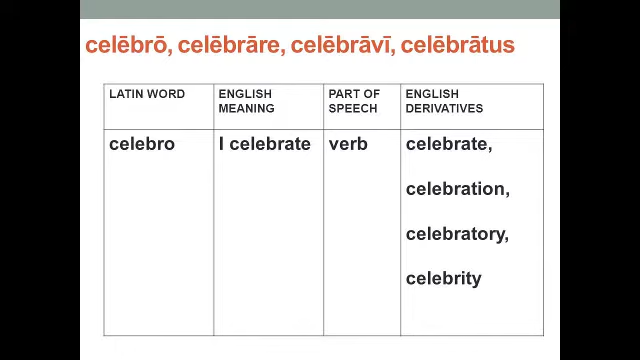 celēbrō, celēbrāre, celēbrāvī, celēbrātus
LATIN WORD
ENGLISH
MEANING
PART OF
SPEECH
ENGLISH
DERIVATIVES
celebro
I celebrate
verb
celebrate,
celebration,
celebratory,
celebrity